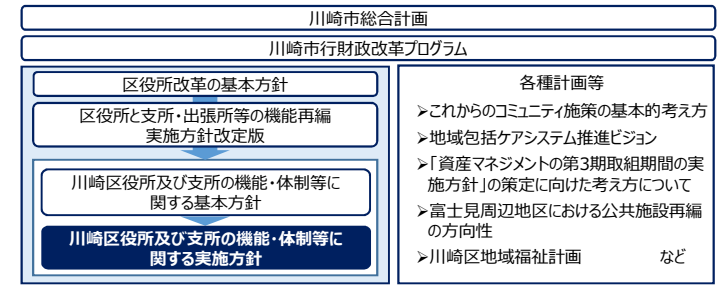 川崎市総合計画
川崎市行財政改革プログラム
区役所改革の基本方針
区役所と支所・出張所等の機能再編
実施方針改定版
川崎区役所及び支所の機能・体制等に
関する基本方針
川崎区役所及び支所の機能・体制等に
関する実施方針
各種計画等
➢これからのコミュニティ施策の基本的考え方
➢地域包括ケアシステム推進ビジョン
➢「資産マネジメントの第3期取組期間の実
施方針」の策定に向けた考え方について
➢富士見周辺地区における公共施設再編
の方向性
➢川崎区地域福祉計画 など